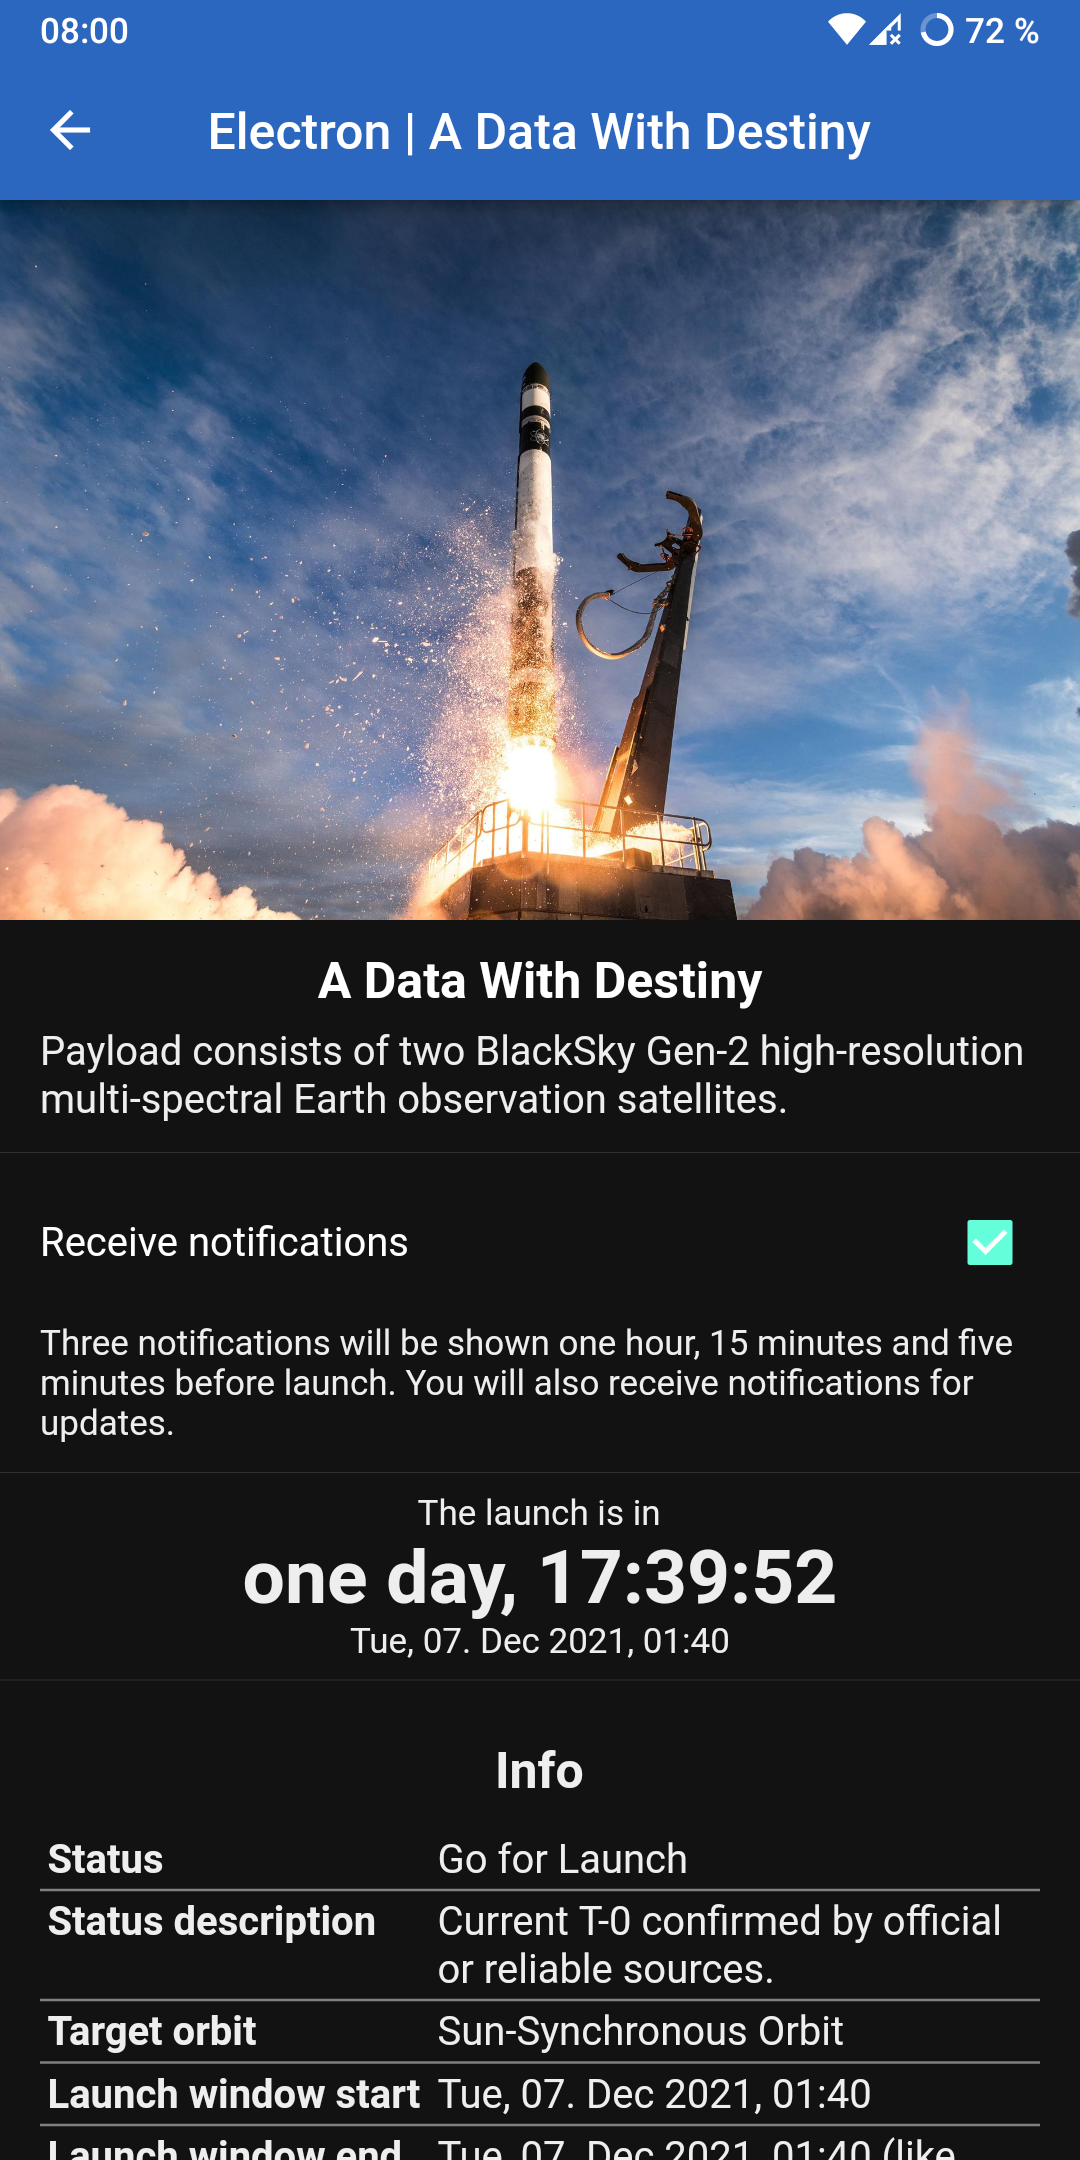 08:00
72 %
Electron | A Data With Destiny
A Data With Destiny
Payload consists of two BlackSky Gen-2 high-resolution
multi-spectral Earth observation satellites.
Receive notifications
Three notifications will be shown one hour, 15 minutes and five
minutes before launch. You will also receive notifications for
updates.
The launch is in
one day, 17:39:52
Tue, 07. Dec 2021, 01:40
Info
Status Go for Launch
Status description Current T-0 confirmed by official
or reliable sources.
Target orbit Sun-Synchronous Orbit
Launch window start Tue, 07. Dec 2021, 01:40
Launch window end Tue, 07. Dec 2021, 01:40 (like